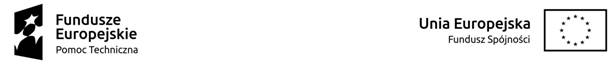 Fundusze
Europejskie
Pomoc Techniczna
Unia Europejska
Fundusz Spójności